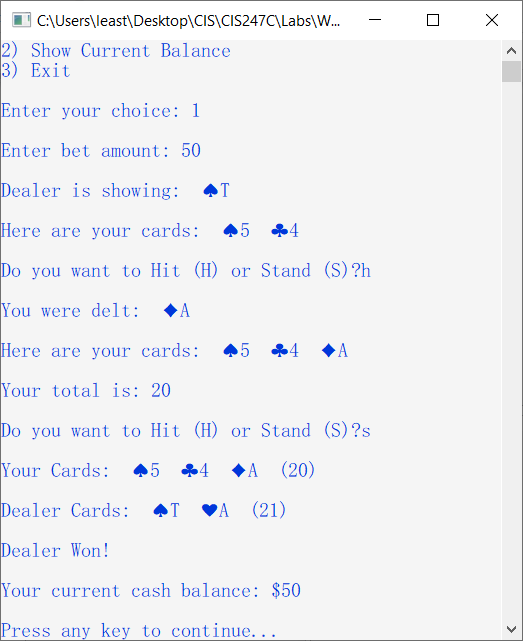 C:\Users\least\Desktop\CIS\CIS247C\Labs\W...
2) Show Current Balance
3) Exit
Enter your choice: 1
Enter bet amount: 50
Dealer is showing:  ♠T
Here are your cards:  ♠5  ♣4
Do you want to Hit (H) or Stand (S)?h
You were delt:  ♦A
Here are your cards:  ♠5  ♣4  ♦A
Your total is: 20
Do you want to Hit (H) or Stand (S)?s
Your Cards:  ♠5  ♣4  ♦A  (20)
Dealer Cards:  ♠T  ♥A  (21)
Dealer Won!
Your current cash balance: $50
Press any key to continue...